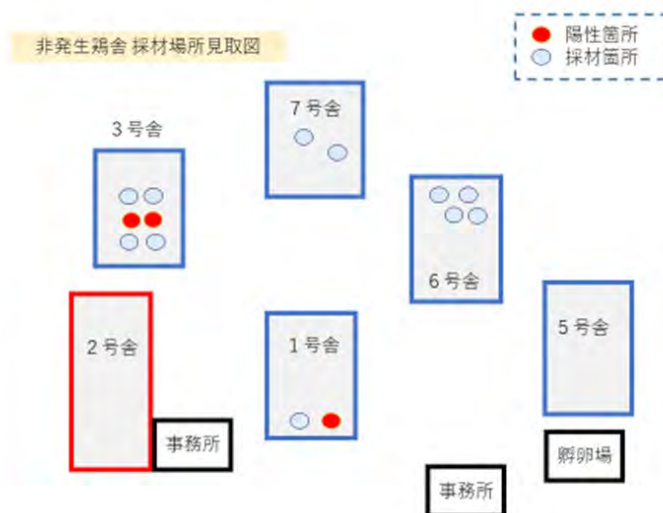 非発生鶏舎 採材場所見取図
陽性箇所
採材箇所
7号舎
3号舎
6号舎
5号舎
2号舎
1号舎
事務所
孵卵場
事務所